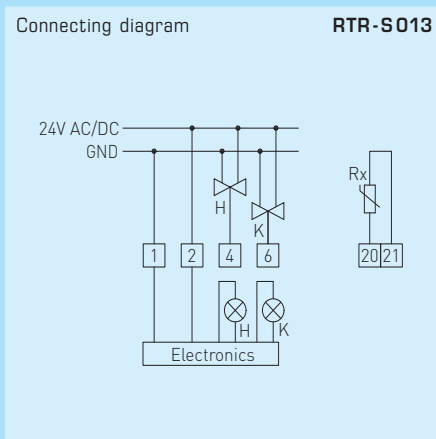 Connecting diagram RTR-S013
24V AC/DC
GND
Rx
H
K
1 2 4 6 20 21
H K
Electronics